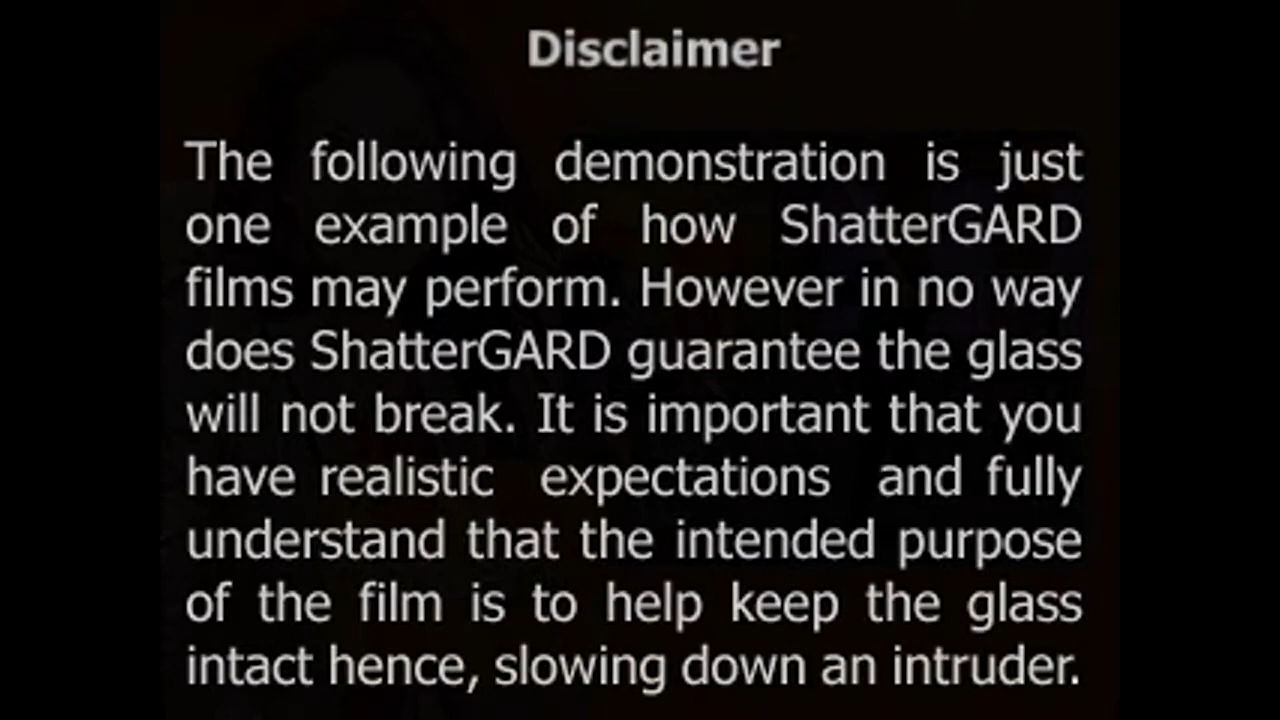 Disclaimer
The following demonstration is just
one example of how ShatterGARD
films may perform. However in no way
does ShatterGARD guarantee the glass
will not break. It is important that you
have realistic expectations and fully
understand that the intended purpose
of the film is to help keep the glass
intact hence, slowing down an intruder.